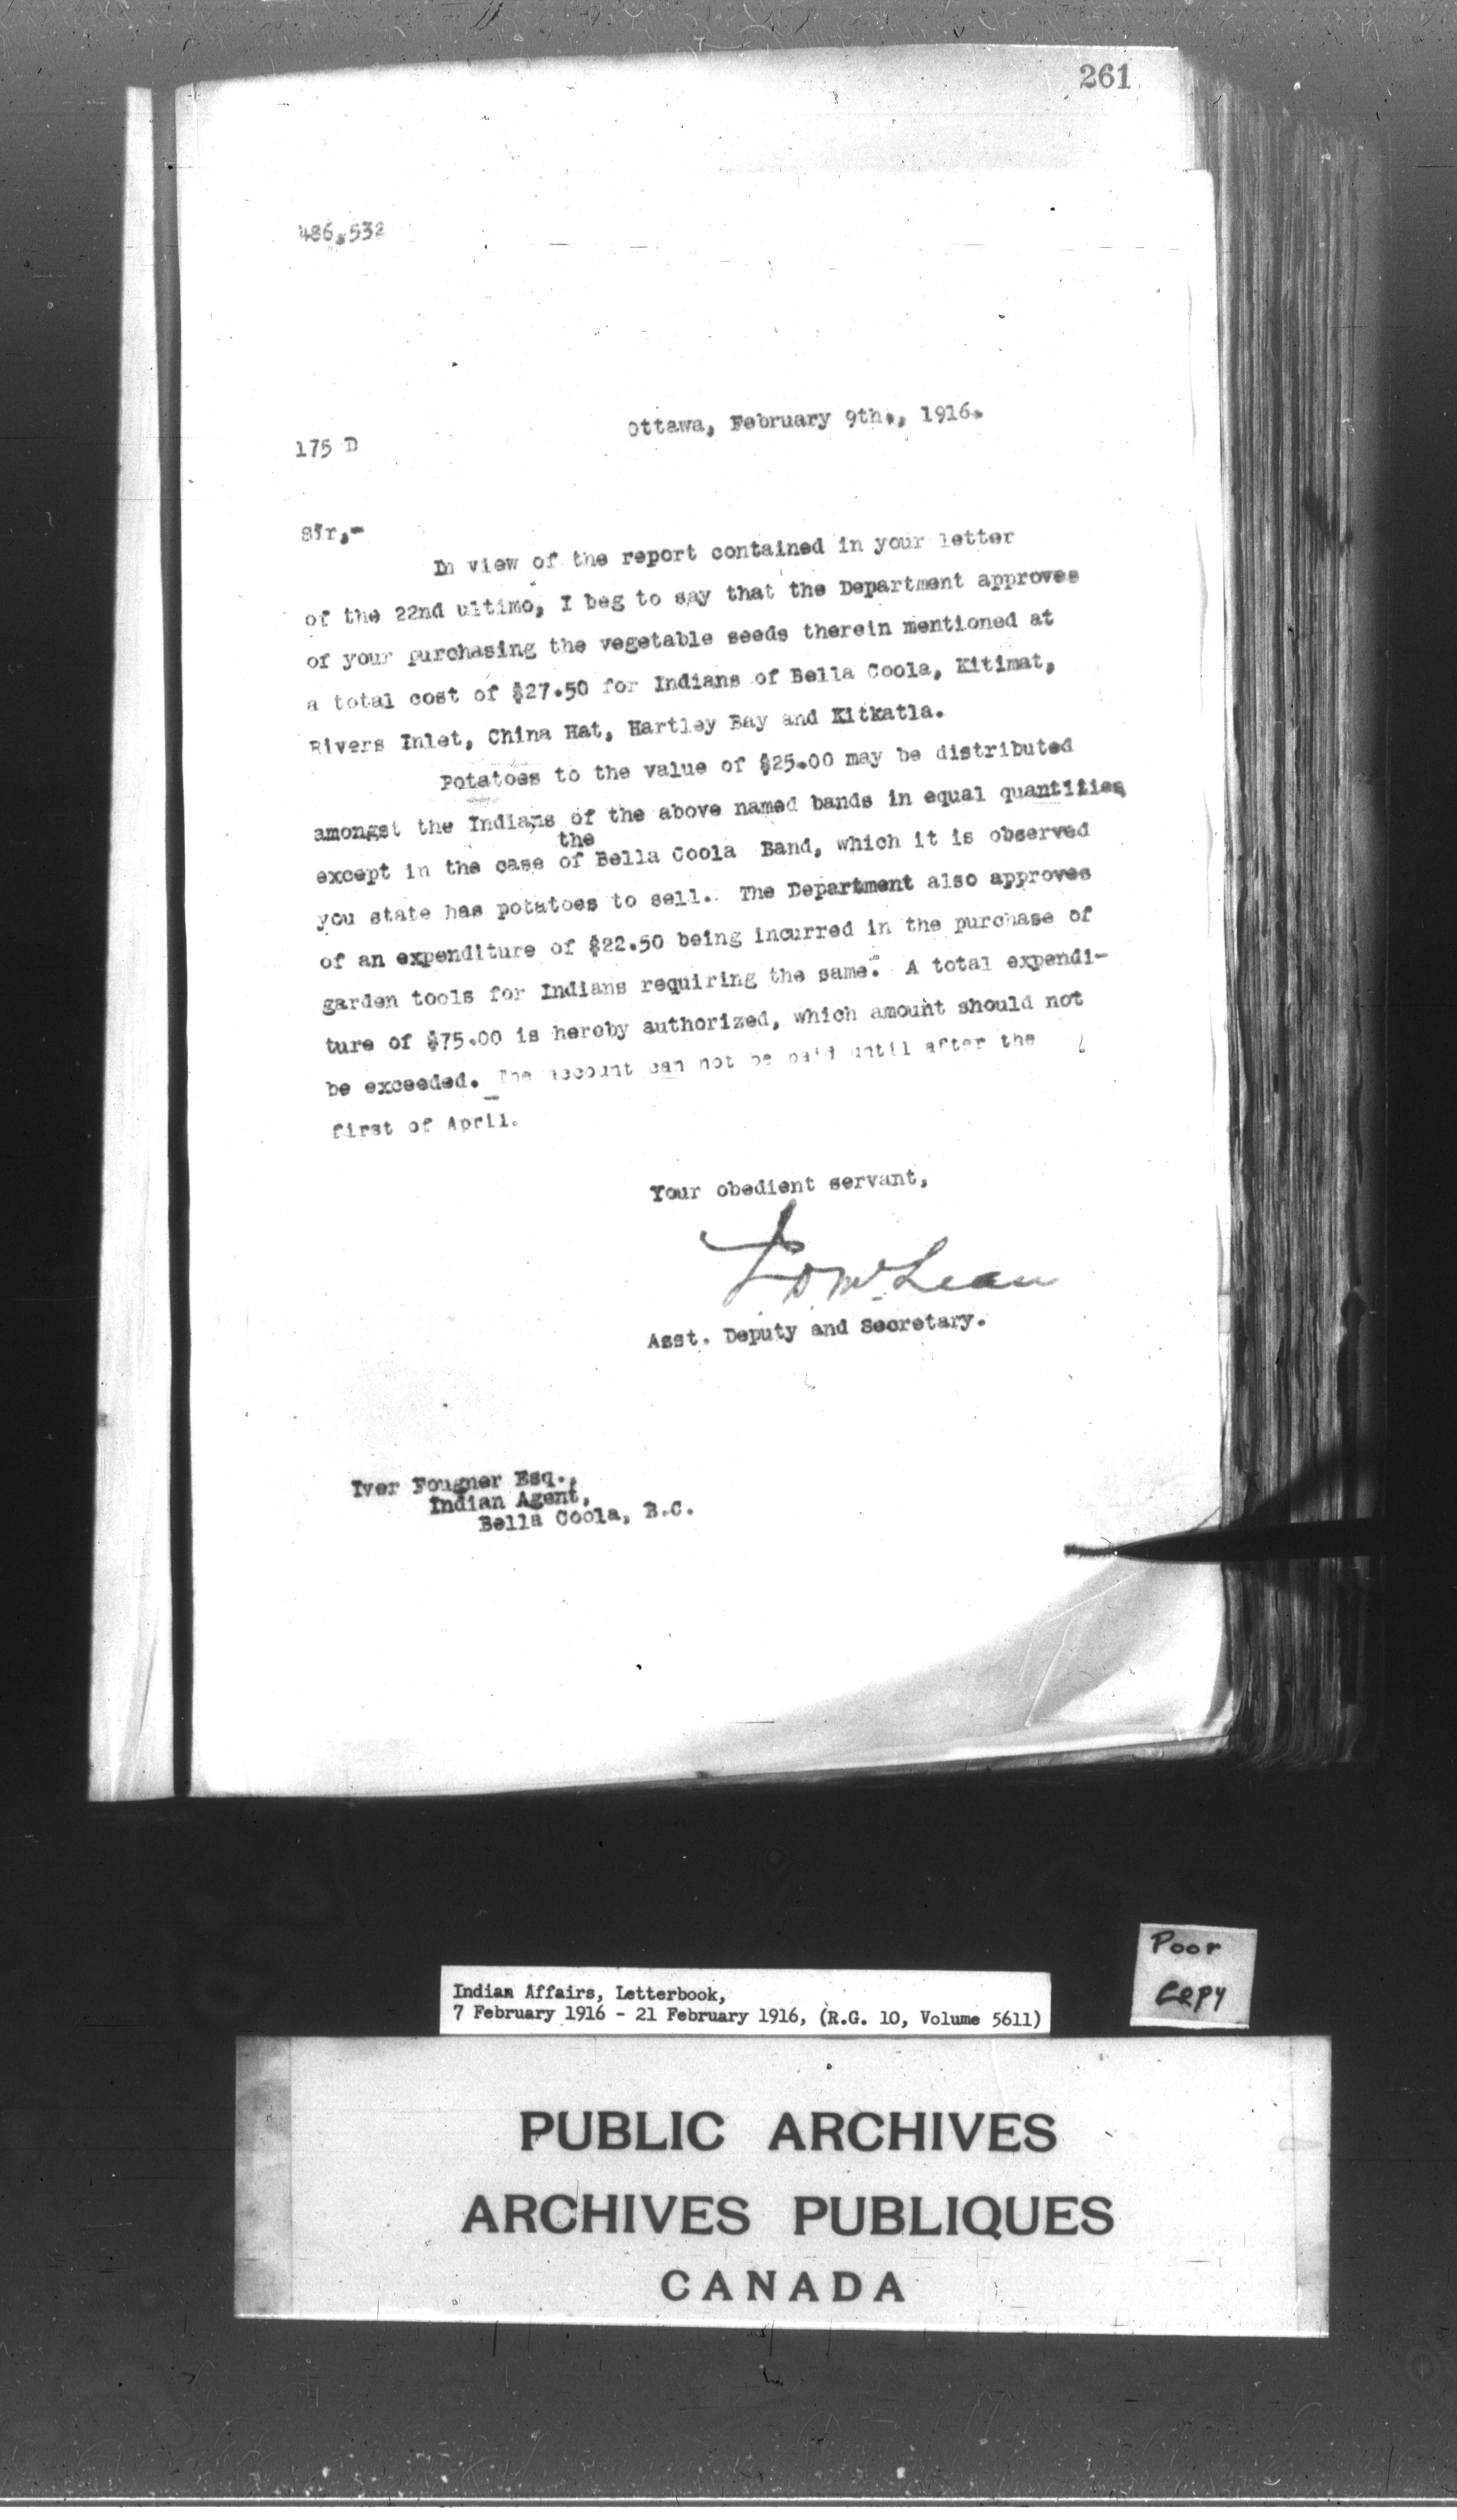 261
486,532
Ottawa, February 9th., 1916.
175 D
Sir,-
In view of the report contained in your letter
of the 22nd ultimo, I beg to say that the Department approves
of your purchasing the vegetable seeds therein mentioned at
a total cost of $27.50 for Indians of Bella Coola, Kitimat,
Rivers Inlet, China Hat, Hartley Bay and Kitkatla.
Potatoes to the value of $25.00 may be distributed
amongst the Indians of the above named bands in equal quantities
the
except in the case of Bella Coola Band, which it is observed
you state has potatoes to sell. The Department also approves
of an expenditure of $22.50 being incurred in the purchase of
garden tools for Indians requiring the same. A total expendi-
ture of $75.00 is hereby authorized, which amount should not
be exceeded. The account can not be paid until after the
first of April.
Your obedient servant,
J D McLean
Asst. Deputy and Secretary.
Iver Fougner Esq.,
Indian Agent,
Bella Coola, B.C.
Poor
Copy
Indian Affairs, Letterbook,
7 February 1916 - 21 February 1916, (R.G. 10, Volume 5611)
PUBLIC ARCHIVES
ARCHIVES PUBLIQUES
CANADA